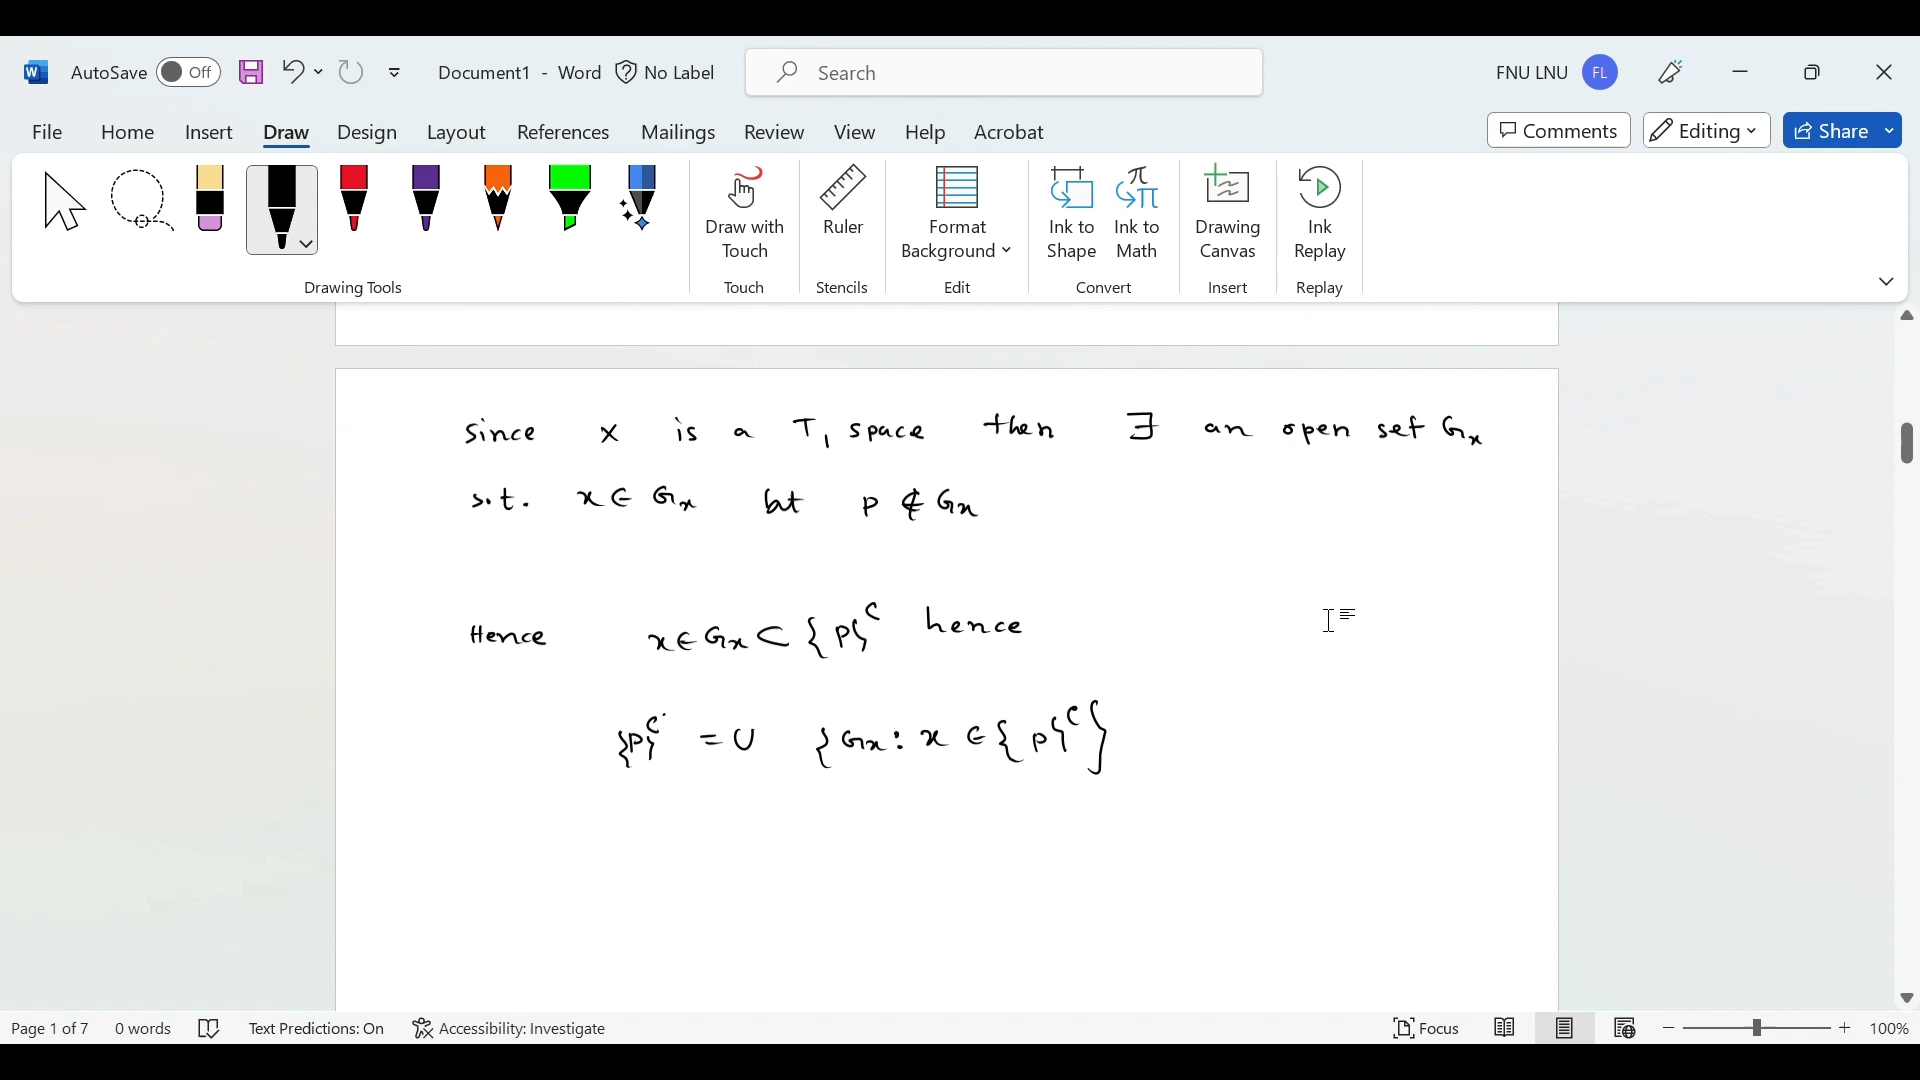 AutoSave Off Document1 - Word No Label Search FNU LNU FL
File Home Insert Draw Design Layout References Mailings Review View Help Acrobat Comments Editing Share
Draw with Touch Ruler Format Background Ink to Shape Ink to Math Drawing Canvas Ink Replay
Drawing Tools Touch Stencils Edit Convert Insert Replay
Since X is a T₁ space then ∃ an open set Gₓ
s.t. x ∈ Gₓ but p ∉ Gₓ
Hence x ∈ Gₓ ⊂ {p}ᶜ hence
{p}ᶜ = ∪ {Gₓ : x ∈ {p}ᶜ}
Page 1 of 7 0 words Text Predictions: On Accessibility: Investigate Focus 100%